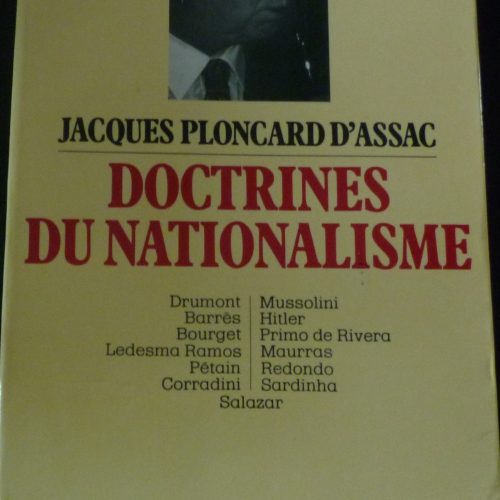 JACQUES PLONCARD D'ASSAC
DOCTRINES
DU NATIONALISME
Drumont
Barrês
Bourget
Ledesma Ramos
Pétain
Corradini
Mussolini
Hitler
Primo de Rivera
Maurras
Redondo
Sardinha
Salazar